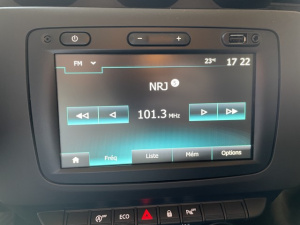 FM 23°C 17 22
NRJ
101.3 MHz
Fréq Liste Mém Options
ECO